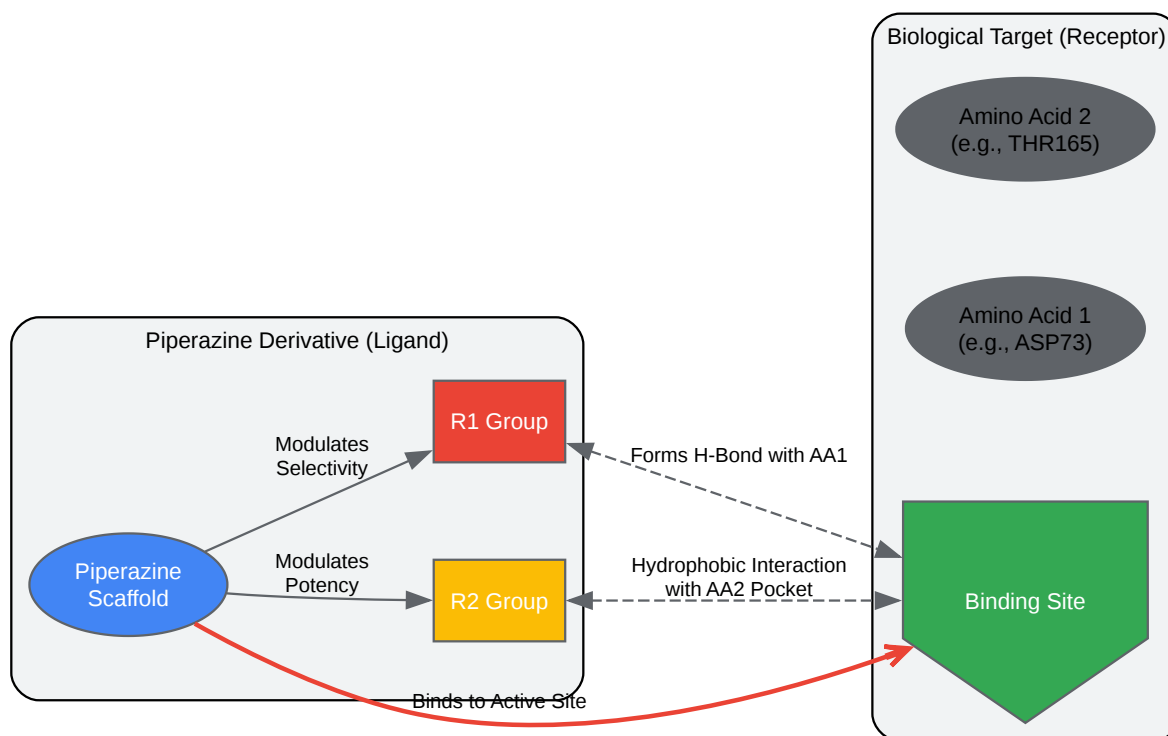 Biological Target (Receptor)
Amino Acid 2
(e.g., THR165)
Amino Acid 1
(e.g., ASP73)
Piperazine Derivative (Ligand)
R1 Group
Modulates
Selectivity
Forms H-Bond with AA1
Piperazine
Scaffold
Modulates
Potency
R2 Group
Hydrophobic Interaction
with AA2 Pocket
Binding Site
Binds to Active Site